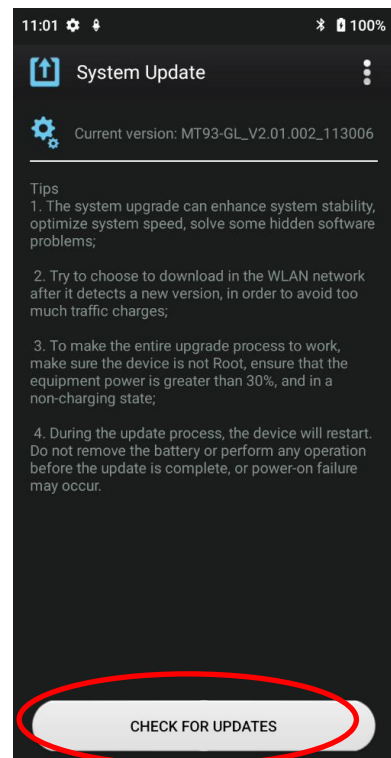 11:01 100%
System Update
Current version: MT93-GL_V2.01.002_113006
Tips
1. The system upgrade can enhance system stability,
optimize system speed, solve some hidden software
problems;
2. Try to choose to download in the WLAN network
after it detects a new version, in order to avoid too
much traffic charges;
3. To make the entire upgrade process to work,
make sure the device is not Root, ensure that the
equipment power is greater than 30%, and in a
non-charging state;
4. During the update process, the device will restart.
Do not remove the battery or perform any operation
before the update is complete, or power-on failure
may occur.
CHECK FOR UPDATES